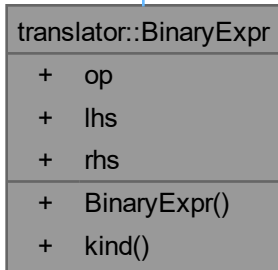 translator::BinaryExpr
+ op
+ lhs
+ rhs
+ BinaryExpr()
+ kind()